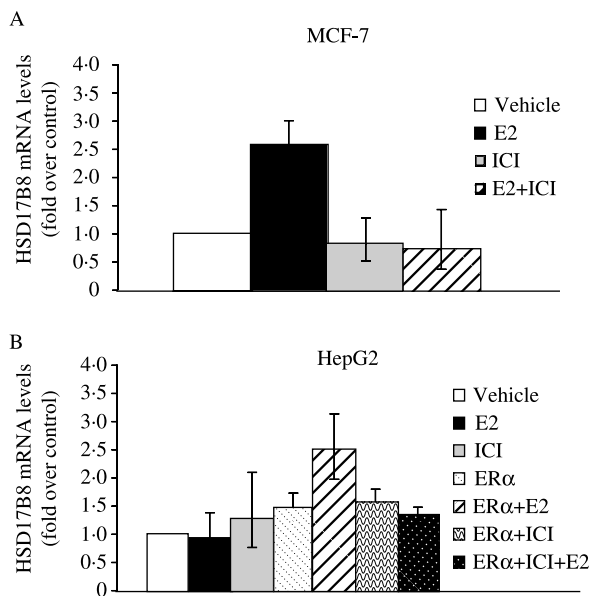 A
MCF-7
HSD17B8 mRNA levels
(fold over control)
4·0
3·5
3·0
2·5
2·0
1·5
1·0
0·5
0
Vehicle
E2
ICI
E2+ICI
B
HepG2
HSD17B8 mRNA levels
(fold over control)
4·0
3·5
3·0
2·5
2·0
1·5
1·0
0·5
0
Vehicle
E2
ICI
ERα
ERα+E2
ERα+ICI
ERα+ICI+E2